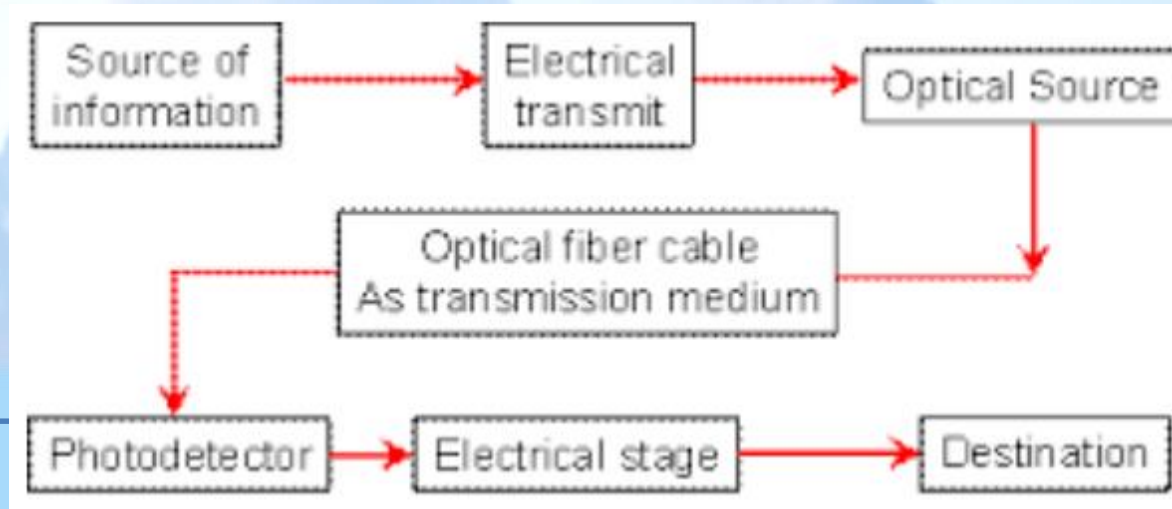 Source of
information
Electrical
transmit
Optical Source
Optical fiber cable
As transmission medium
Photodetector
Electrical stage
Destination